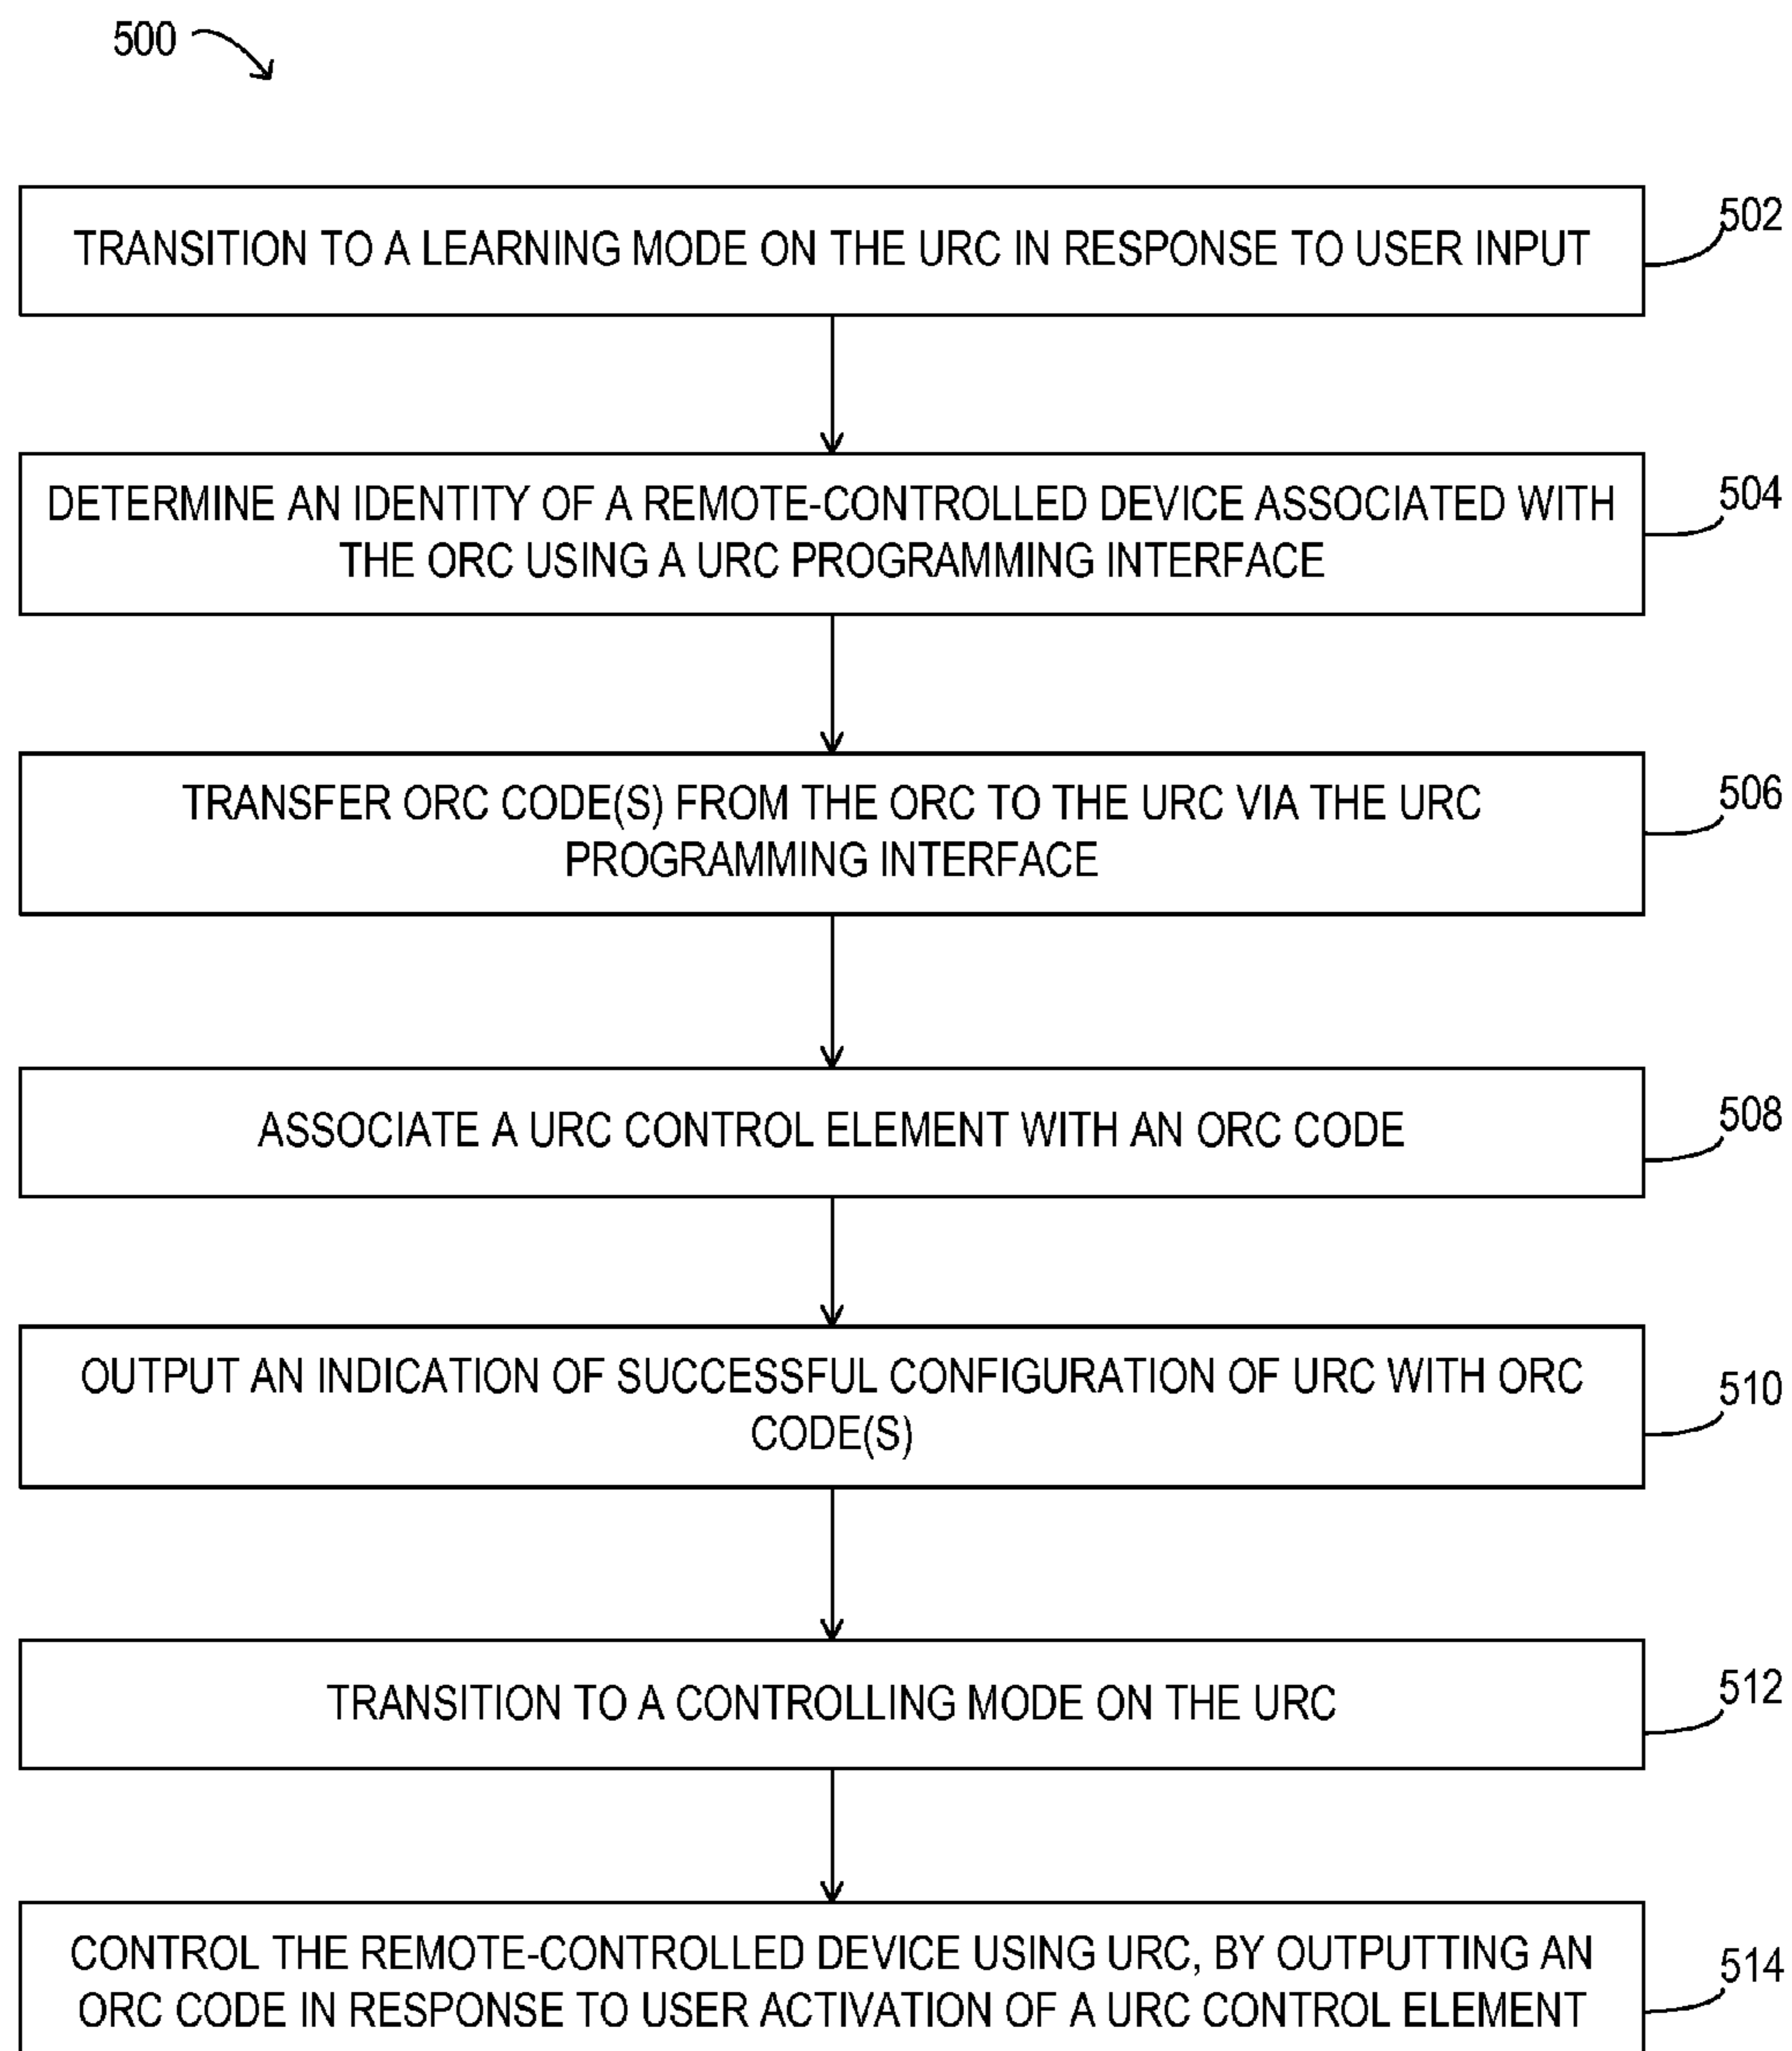 500
TRANSITION TO A LEARNING MODE ON THE URC IN RESPONSE TO USER INPUT
502
DETERMINE AN IDENTITY OF A REMOTE-CONTROLLED DEVICE ASSOCIATED WITH
THE ORC USING A URC PROGRAMMING INTERFACE
504
TRANSFER ORC CODE(S) FROM THE ORC TO THE URC VIA THE URC
PROGRAMMING INTERFACE
506
ASSOCIATE A URC CONTROL ELEMENT WITH AN ORC CODE
508
OUTPUT AN INDICATION OF SUCCESSFUL CONFIGURATION OF URC WITH ORC
CODE(S)
510
TRANSITION TO A CONTROLLING MODE ON THE URC
512
CONTROL THE REMOTE-CONTROLLED DEVICE USING URC, BY OUTPUTTING AN
ORC CODE IN RESPONSE TO USER ACTIVATION OF A URC CONTROL ELEMENT
514